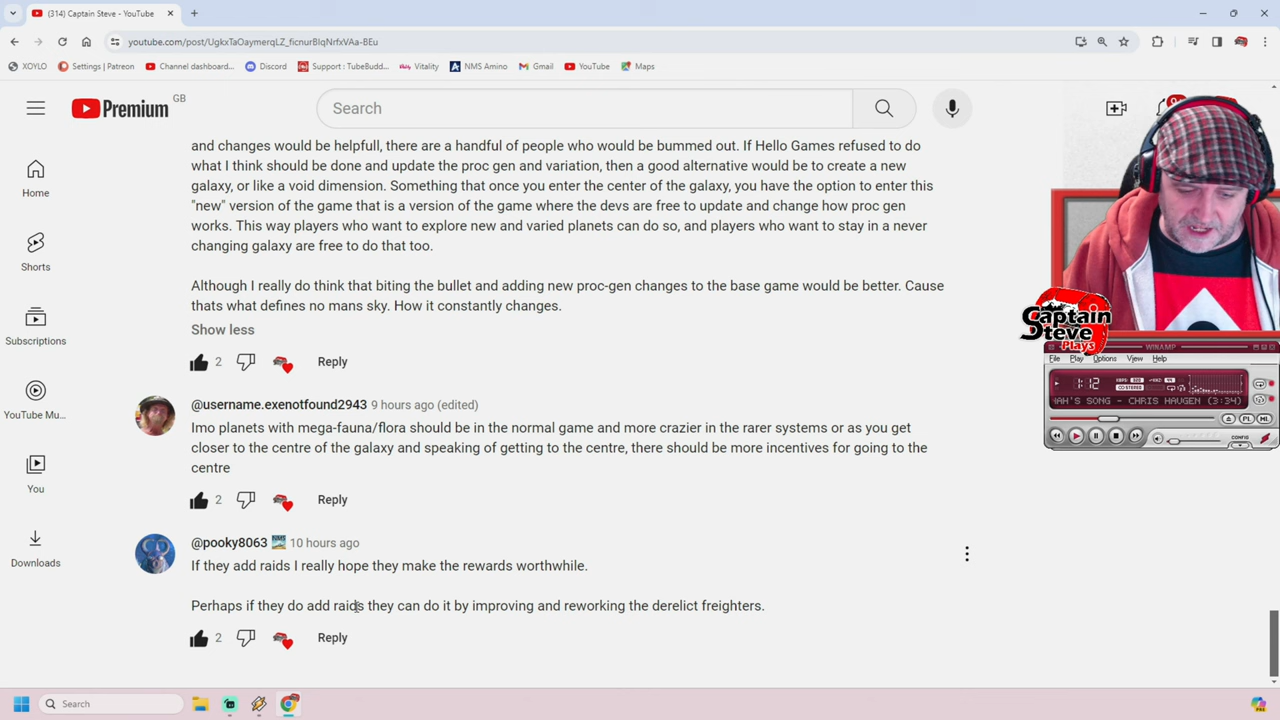 (314) Captain Steve - YouTube
youtube.com/post/UgkxTaOaymerqLZ_ficnurBIqNrfxVAa-BEu
XOYLO
Settings | Patreon
Channel dashboard...
Discord
Support : TubeBudd...
Vitality
NMS Amino
Gmail
YouTube
Maps
Premium
GB
Search
and changes would be helpfull, there are a handful of people who would be bummed out. If Hello Games refused to do
what I think should be done and update the proc gen and variation, then a good alternative would be to create a new
galaxy, or like a void dimension. Something that once you enter the center of the galaxy, you have the option to enter this
"new" version of the game that is a version of the game where the devs are free to update and change how proc gen
works. This way players who want to explore new and varied planets can do so, and players who want to stay in a never
changing galaxy are free to do that too.
Although I really do think that biting the bullet and adding new proc-gen changes to the base game would be better. Cause
thats what defines no mans sky. How it constantly changes.
Show less
2
Reply
@username.exenotfound2943 9 hours ago (edited)
Imo planets with mega-fauna/flora should be in the normal game and more crazier in the rarer systems or as you get
closer to the centre of the galaxy and speaking of getting to the centre, there should be more incentives for going to the
centre
2
Reply
@pooky8063 10 hours ago
If they add raids I really hope they make the rewards worthwhile.
Perhaps if they do add raids they can do it by improving and reworking the derelict freighters.
2
Reply
Home
Shorts
Subscriptions
YouTube Mu...
You
Downloads
Captain
Steve
Plays
WINAMP
File Play Options View Help
1:12
STEREO
AH'S SONG - CHRIS HAUGEN (3:34)
PL
ML
CONFIG
Search